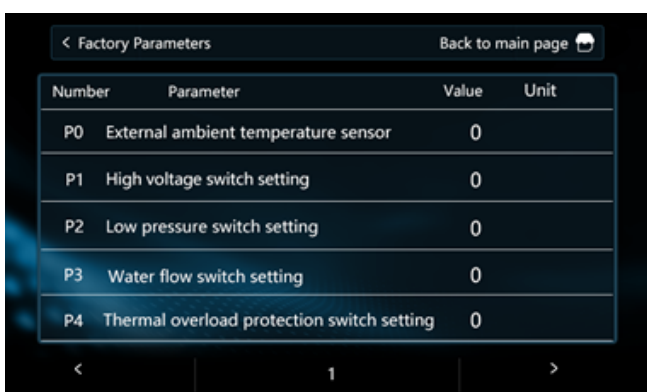 < Factory Parameters Back to main page
Number Parameter Value Unit
P0 External ambient temperature sensor 0
P1 High voltage switch setting 0
P2 Low pressure switch setting 0
P3 Water flow switch setting 0
P4 Thermal overload protection switch setting 0
< 1 >